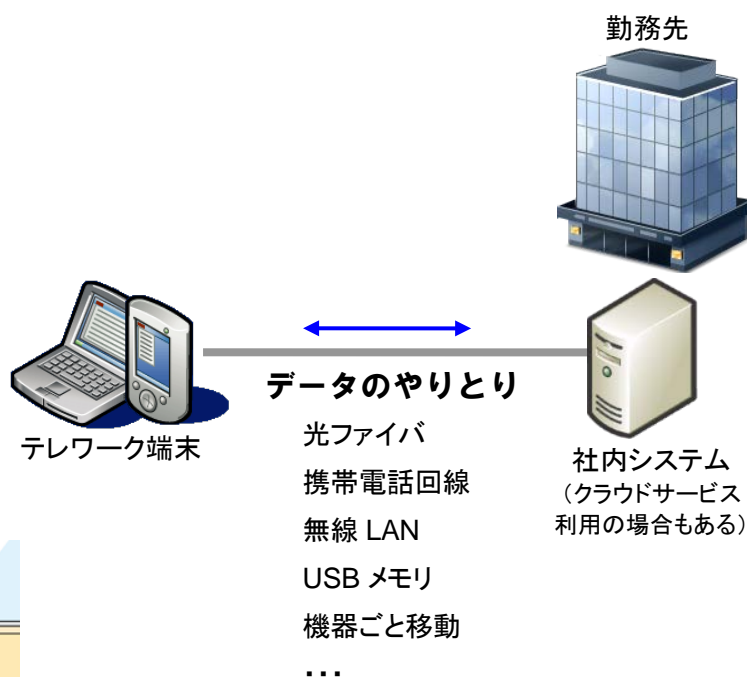 勤務先
テレワーク端末
データのやりとり
光ファイバ
携帯電話回線
無線 LAN
USB メモリ
機器ごと移動
・・・
社内システム
（クラウドサービス
利用の場合もある）